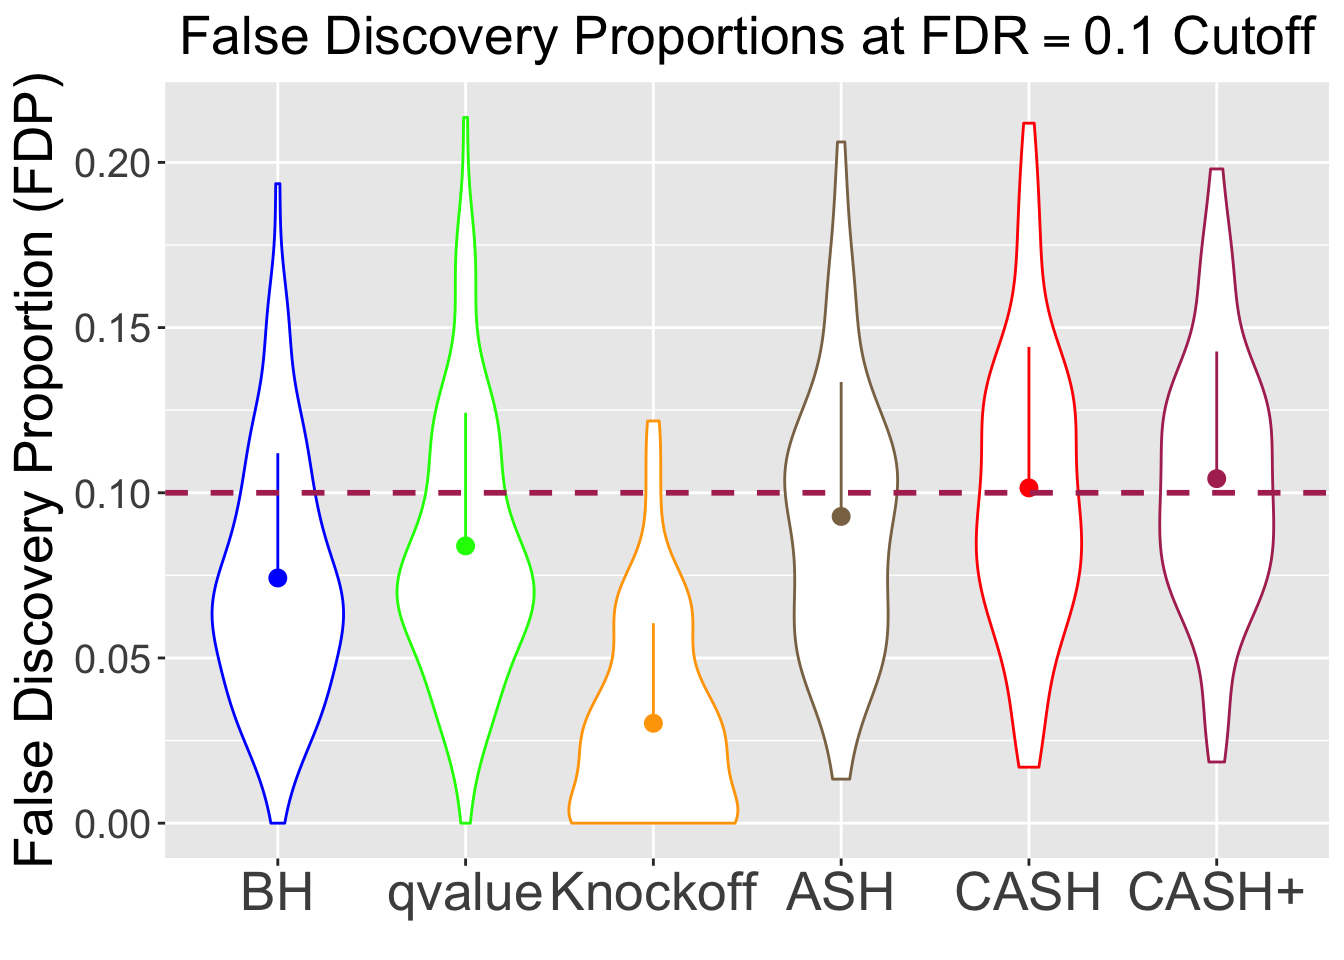 False Discovery Proportions at FDR = 0.1 Cutoff
False Discovery Proportion (FDP)
0.20
0.15
0.10
0.05
0.00
BH qvalue Knockoff ASH CASH CASH+